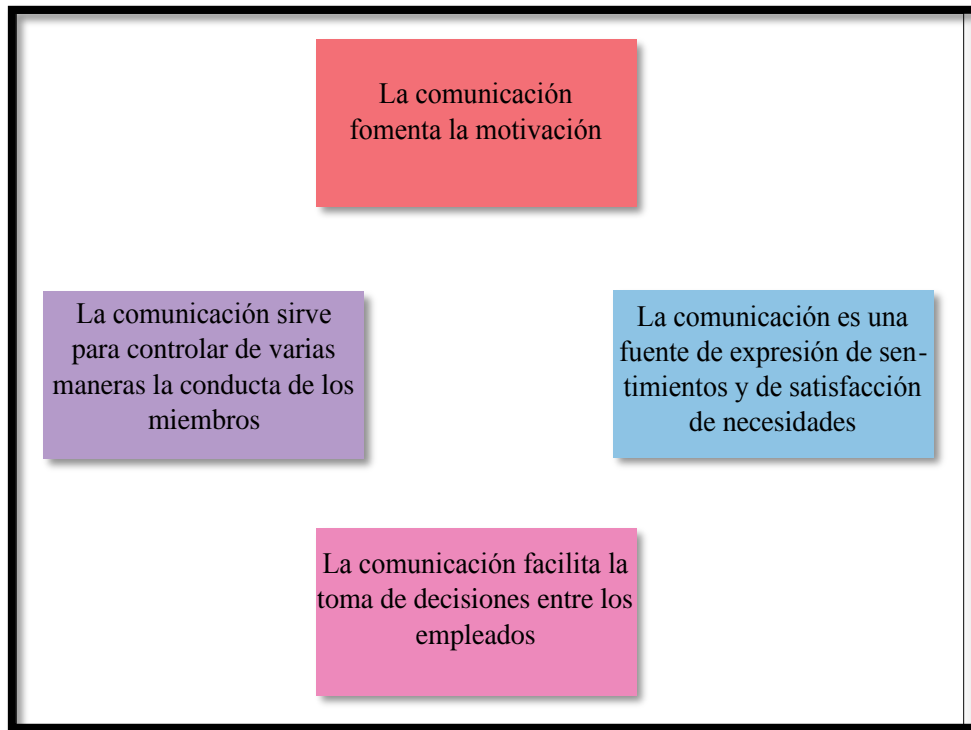 La comunicación
fomenta la motivación
La comunicación sirve
para controlar de varias
maneras la conducta de los
miembros
La comunicación es una
fuente de expresión de sen-
timientos y de satisfacción
de necesidades
La comunicación facilita la
toma de decisiones entre los
empleados